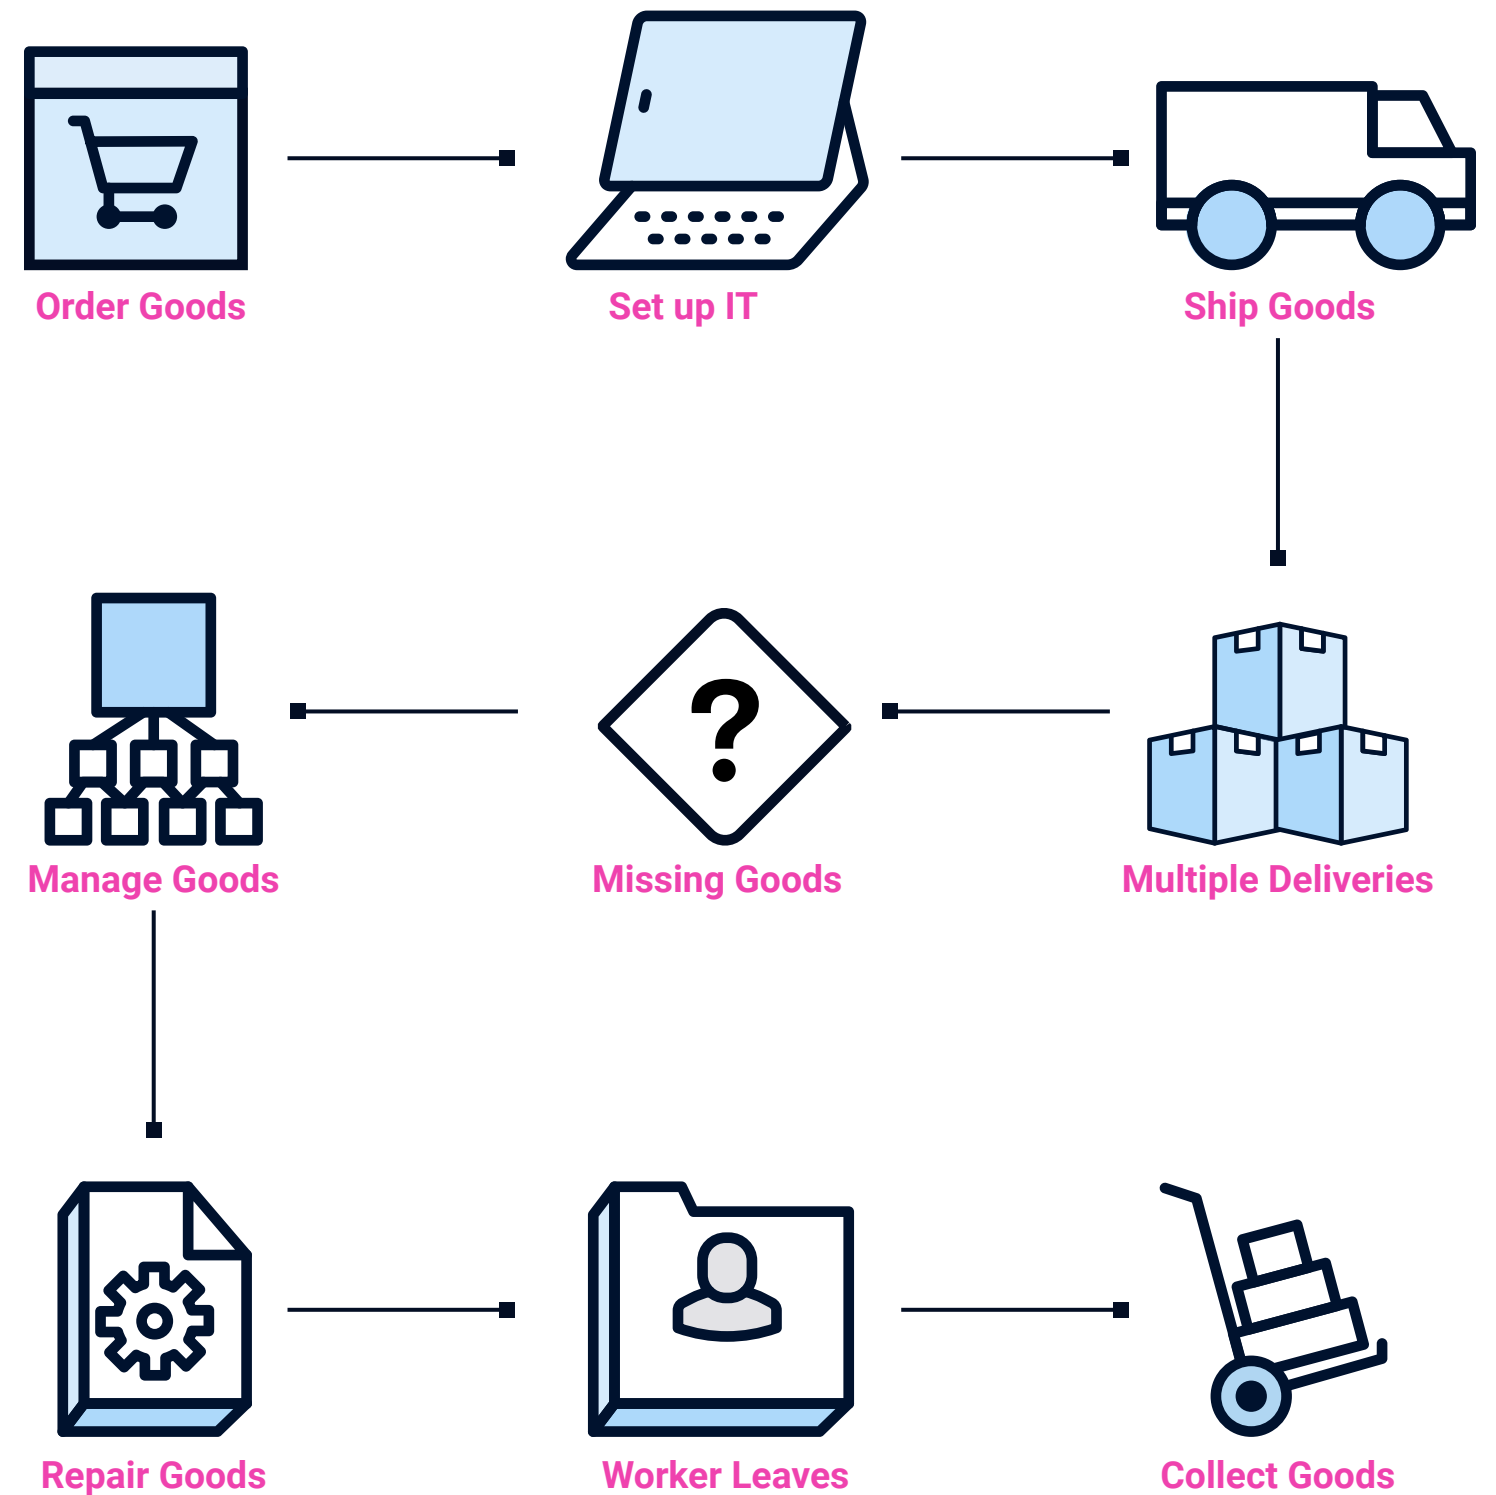 Order Goods
Set up IT
Ship Goods
?
Manage Goods
Missing Goods
Multiple Deliveries
Repair Goods
Worker Leaves
Collect Goods